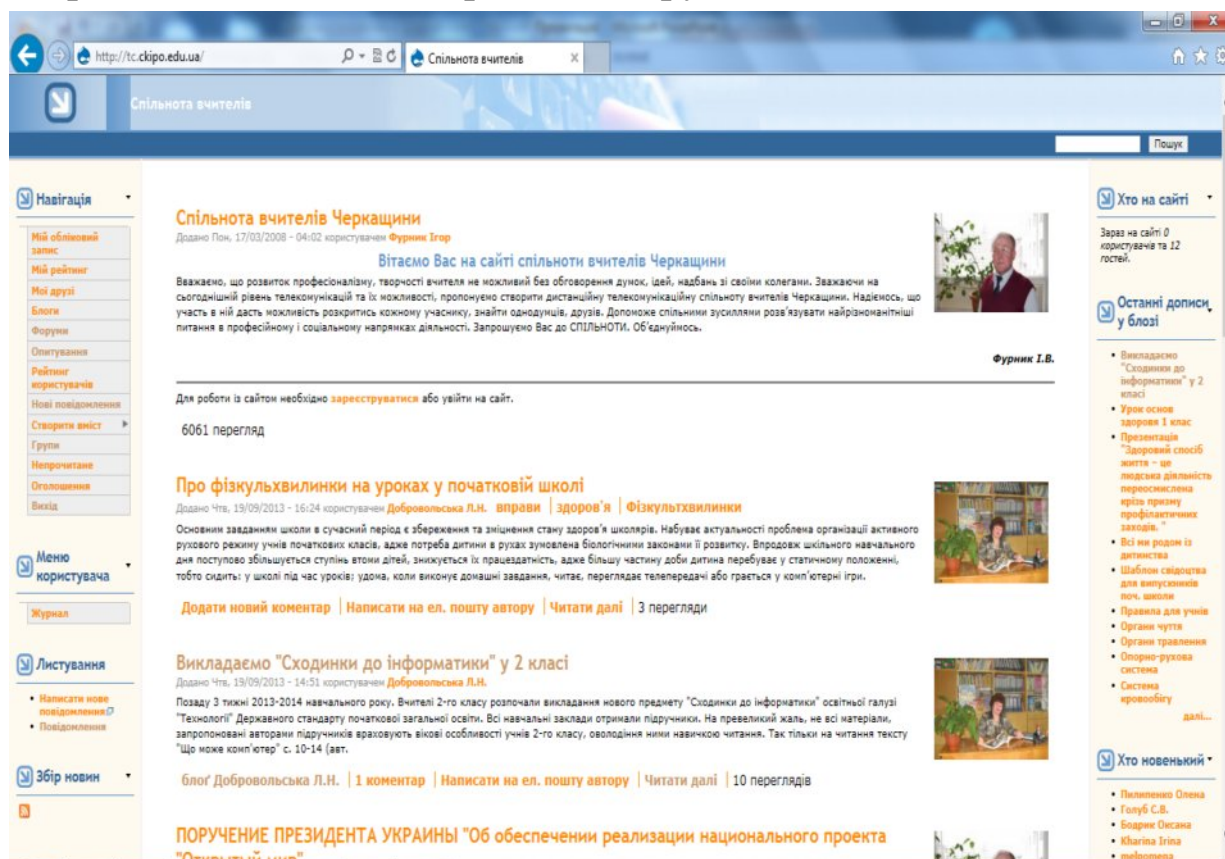 http://tc.ckipo.edu.ua/
Спільнота вчителів
Спільнота вчителів
Пошук
Навігація
Мій обліковий
запис
Мій рейтинг
Мої друзі
Блоги
Форуми
Опитування
Рейтинг
користувачів
Нові повідомлення
Створити вміст
Групи
Непрочитане
Оголошення
Вихід
Меню
користувача
Журнал
Листування
Написати нове
повідомлення
Повідомлення
Збір новин
Спільнота вчителів Черкащини
Додано Пон, 17/03/2008 - 04:02 користувачем Фурник Ігор
Вітаємо Вас на сайті спільноти вчителів Черкащини
Вважаємо, що розвиток професіоналізму, творчості вчителя не можливий без обговорення думок, ідей, надбань зі своїми колегами. Зважаючи на
сьогоднішній рівень телекомунікацій та їх можливості, пропонуємо створити дистанційну телекомунікаційну спільноту вчителів Черкащини. Надіємось, що
участь в ній дасть можливість розкритись кожному учаснику, знайти однодумців, друзів. Допоможе спільними зусиллями розв'язувати найрізноманітніші
питання в професійному і соціальному напрямках діяльності. Запрошуємо Вас до СПІЛЬНОТИ. Об'єднуймось.
Фурник І.В.
Для роботи із сайтом необхідно зареєструватися або увійти на сайт.
6061 перегляд
Про фізкульхвилинки на уроках у початковій школі
Додано Чтв, 19/09/2013 - 16:24 користувачем Добровольська Л.Н. вправи | здоров'я | Фізкультхвилинки
Основним завданням школи в сучасний період є збереження та зміцнення стану здоров'я школярів. Набуває актуальності проблема організації активного
рухового режиму учнів початкових класів, адже потреба дитини в рухах зумовлена біологічними законами її розвитку. Впродовж шкільного навчального
дня поступово збільшується ступінь втоми дітей, знижується їх працездатність, адже більшу частину доби дитина перебуває у статичному положенні,
тобто сидить: у школі під час уроків; удома, коли виконує домашні завдання, читає, переглядає телепередачі або грається у комп'ютерні ігри.
Додати новий коментар | Написати на ел. пошту автору | Читати далі | 3 перегляди
Викладаємо "Сходинки до інформатики" у 2 класі
Додано Чтв, 19/09/2013 - 14:51 користувачем Добровольська Л.Н.
Позаду 3 тижні 2013-2014 навчального року. Вчителі 2-го класу розпочали викладання нового предмету "Сходинки до інформатики" освітньої галузі
"Технології" Державного стандарту початкової загальної освіти. Всі навчальні заклади отримали підручники. На превеликий жаль, не всі матеріали,
запропоновані авторами підручників враховують вікові особливості учнів 2-го класу, оволодіння ними навичкою читання. Так тільки на читання тексту
"Що може комп'ютер" с. 10-14 (авт.
блоґ Добровольська Л.Н. | 1 коментар | Написати на ел. пошту автору | Читати далі | 10 переглядів
ПОРУЧЕНИЕ ПРЕЗИДЕНТА УКРАИНЫ "Об обеспечении реализации национального проекта
"Открытый мир"
Хто на сайті
Зараз на сайті 0
користувачів та 12
гостей.
Останні дописи
у блозі
Викладаємо
"Сходинки до
інформатики" у 2
класі
Урок основ
здоровя 1 клас
Презентація
"Здоровий спосіб
життя – це
людська діяльність
переосмислена
крізь призму
профілактичних
заходів. "
Всі ми родом із
дитинства
Шаблон свідоцтва
для випускників
поч. школи
Правила для учнів
Органи чуття
Органи травлення
Опорно-рухова
система
Система
кровообігу
далі...
Хто новенький
Пилипенко Олена
Голуб С.В.
Бодрик Оксана
Kharina Irina
melpomena